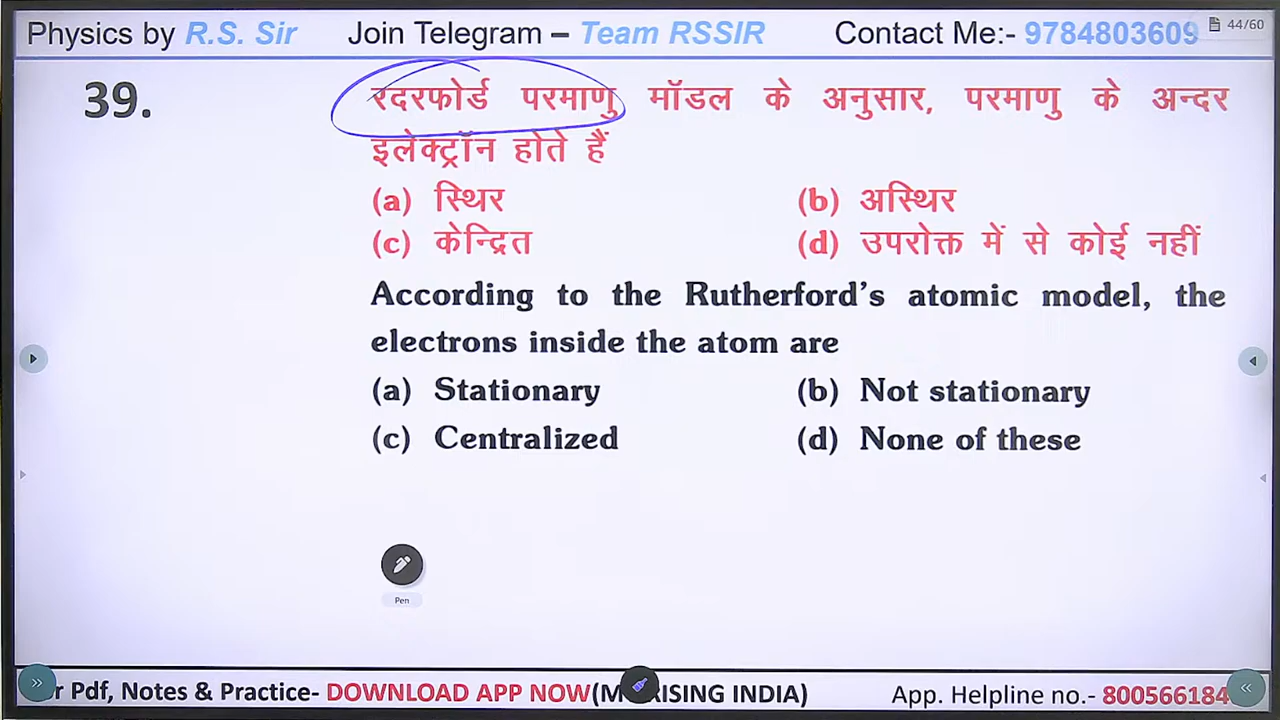 Physics by R.S. Sir Join Telegram – Team RSSIR Contact Me:- 9784803609 44/60
39. रदरफोर्ड परमाणु मॉडल के अनुसार, परमाणु के अन्दर
इलेक्ट्रॉन होते हैं
(a) स्थिर (b) अस्थिर
(c) केन्द्रित (d) उपरोक्त में से कोई नहीं
According to the Rutherford's atomic model, the
electrons inside the atom are
(a) Stationary (b) Not stationary
(c) Centralized (d) None of these
Pen
r Pdf, Notes & Practice- DOWNLOAD APP NOW(M RISING INDIA) App. Helpline no.- 800566184